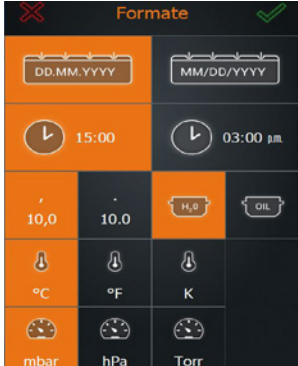 Formate
DD.MM.YYYY MM/DD/YYYY
15:00 03:00 p.m.
, .
10,0 10.0 H₂O OIL
°C °F K
mbar hPa Torr